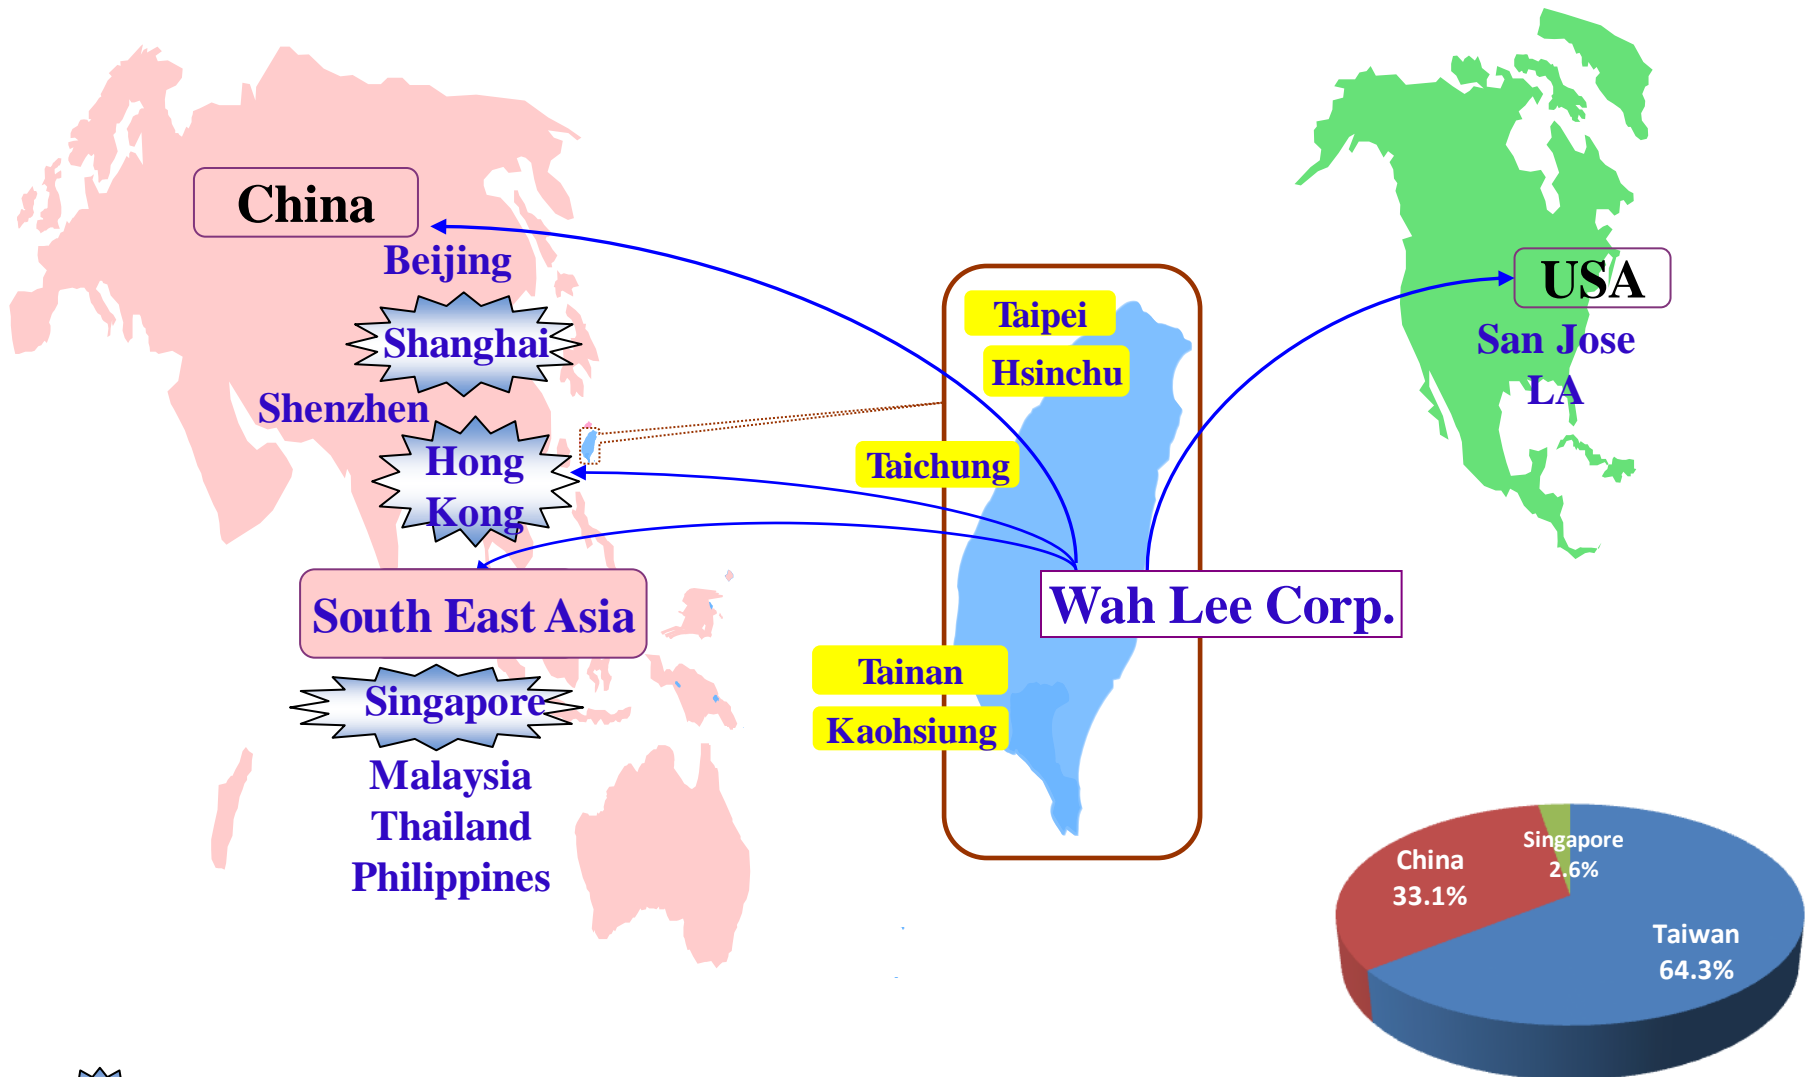 China
Beijing
Shanghai
Shenzhen
Hong
Kong
South East Asia
Singapore
Malaysia
Thailand
Philippines
Taipei
Hsinchu
Taichung
Wah Lee Corp.
Tainan
Kaohsiung
USA
San Jose
LA
China
33.1%
Singapore
2.6%
Taiwan
64.3%